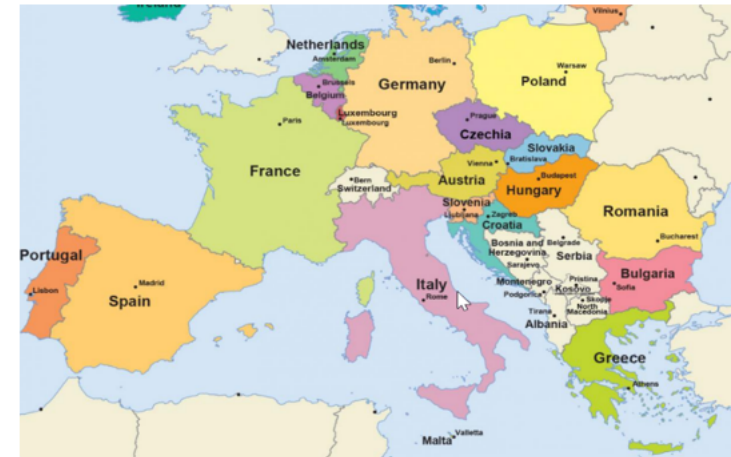 Ireland
Vilnius
Netherlands
Amsterdam
Berlin
Warsaw
Poland
Germany
Brussels
Belgium
Luxembourg
Luxembourg
Paris
Prague
Czechia
Slovakia
Bratislava
Vienna
Austria
Budapest
Hungary
France
Bern
Switzerland
Slovenia
Ljubljana
Zagreb
Croatia
Romania
Bucharest
Bosnia and
Herzegovina
Sarajevo
Belgrade
Serbia
Portugal
Lisbon
Madrid
Spain
Italy
Rome
Montenegro
Podgorica
Pristina
Kosovo
Bulgaria
Sofia
Skopje
North
Macedonia
Tirana
Albania
Greece
Athens
Malta
Valletta